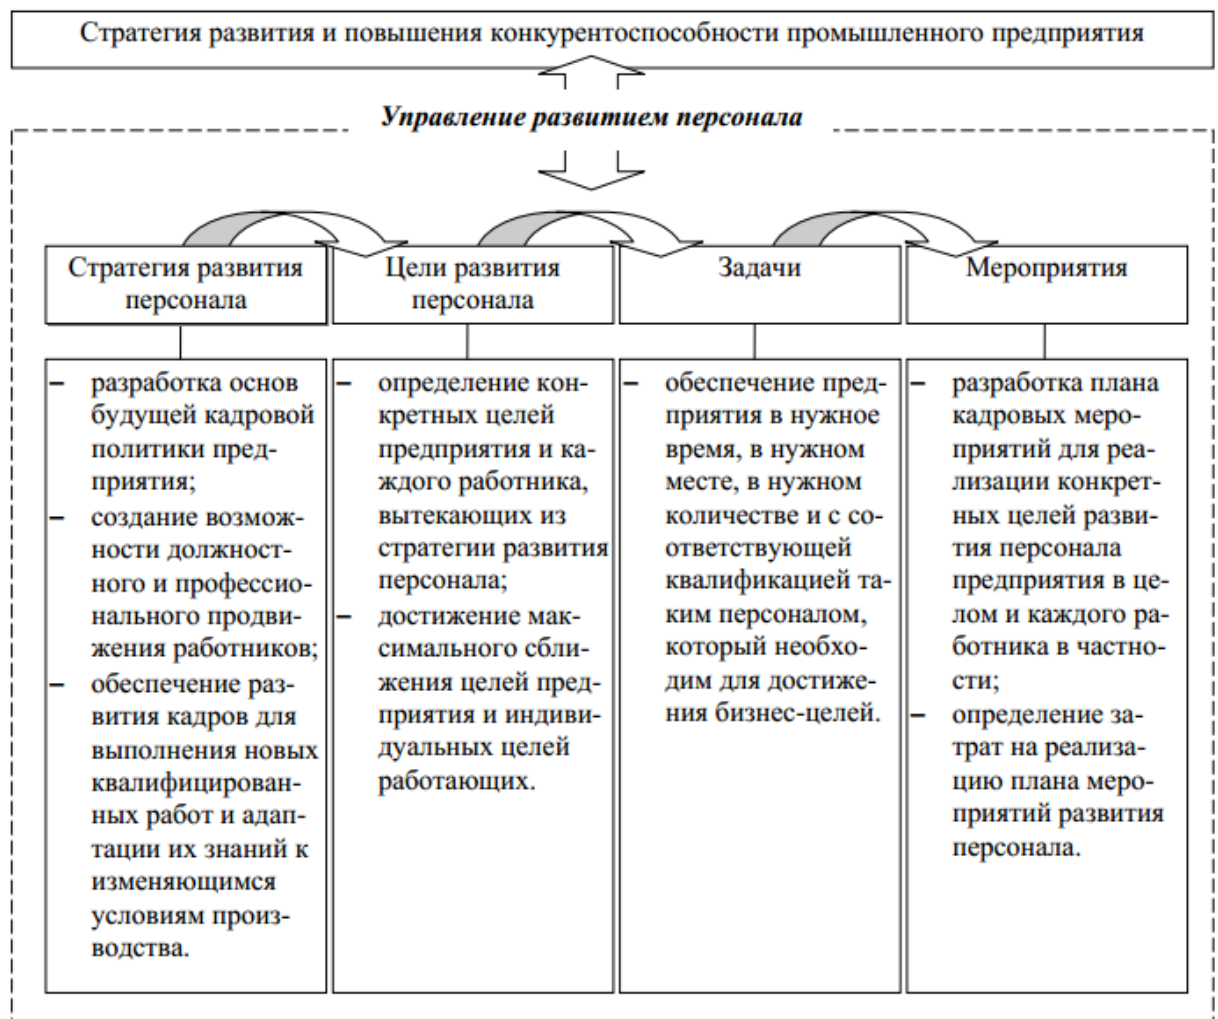 Стратегия развития и повышения конкурентоспособности промышленного предприятия
Управление развитием персонала
Стратегия развития
персонала
Цели развития
персонала
Задачи
Мероприятия
– разработка основ
будущей кадровой
политики пред-
приятия;
– создание возмож-
ности должност-
ного и профессио-
нального продви-
жения работников;
– обеспечение раз-
вития кадров для
выполнения новых
квалифицирован-
ных работ и адап-
тации их знаний к
изменяющимся
условиям произ-
водства.
– определение кон-
кретных целей
предприятия и ка-
ждого работника,
вытекающих из
стратегии развития
персонала;
– достижение мак-
симального сбли-
жения целей пред-
приятия и индиви-
дуальных целей
работающих.
– обеспечение пред-
приятия в нужное
время, в нужном
месте, в нужном
количестве и с со-
ответствующей
квалификацией та-
ким персоналом,
который необхо-
дим для достиже-
ния бизнес-целей.
– разработка плана
кадровых меро-
приятий для реа-
лизации конкрет-
ных целей разви-
тия персонала
предприятия в це-
лом и каждого ра-
ботника в частно-
сти;
– определение за-
трат на реализа-
цию плана меро-
приятий развития
персонала.